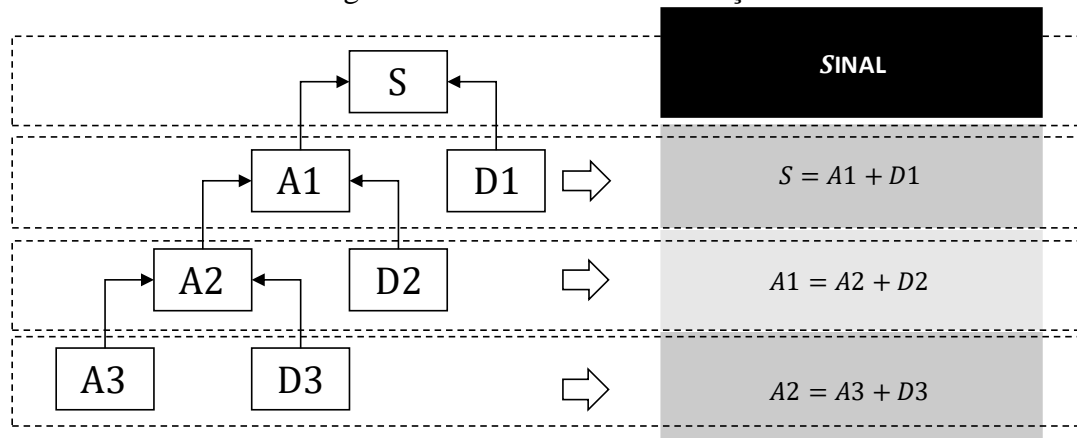 S
SINAL
A1
D1
S = A1 + D1
A2
D2
A1 = A2 + D2
A3
D3
A2 = A3 + D3